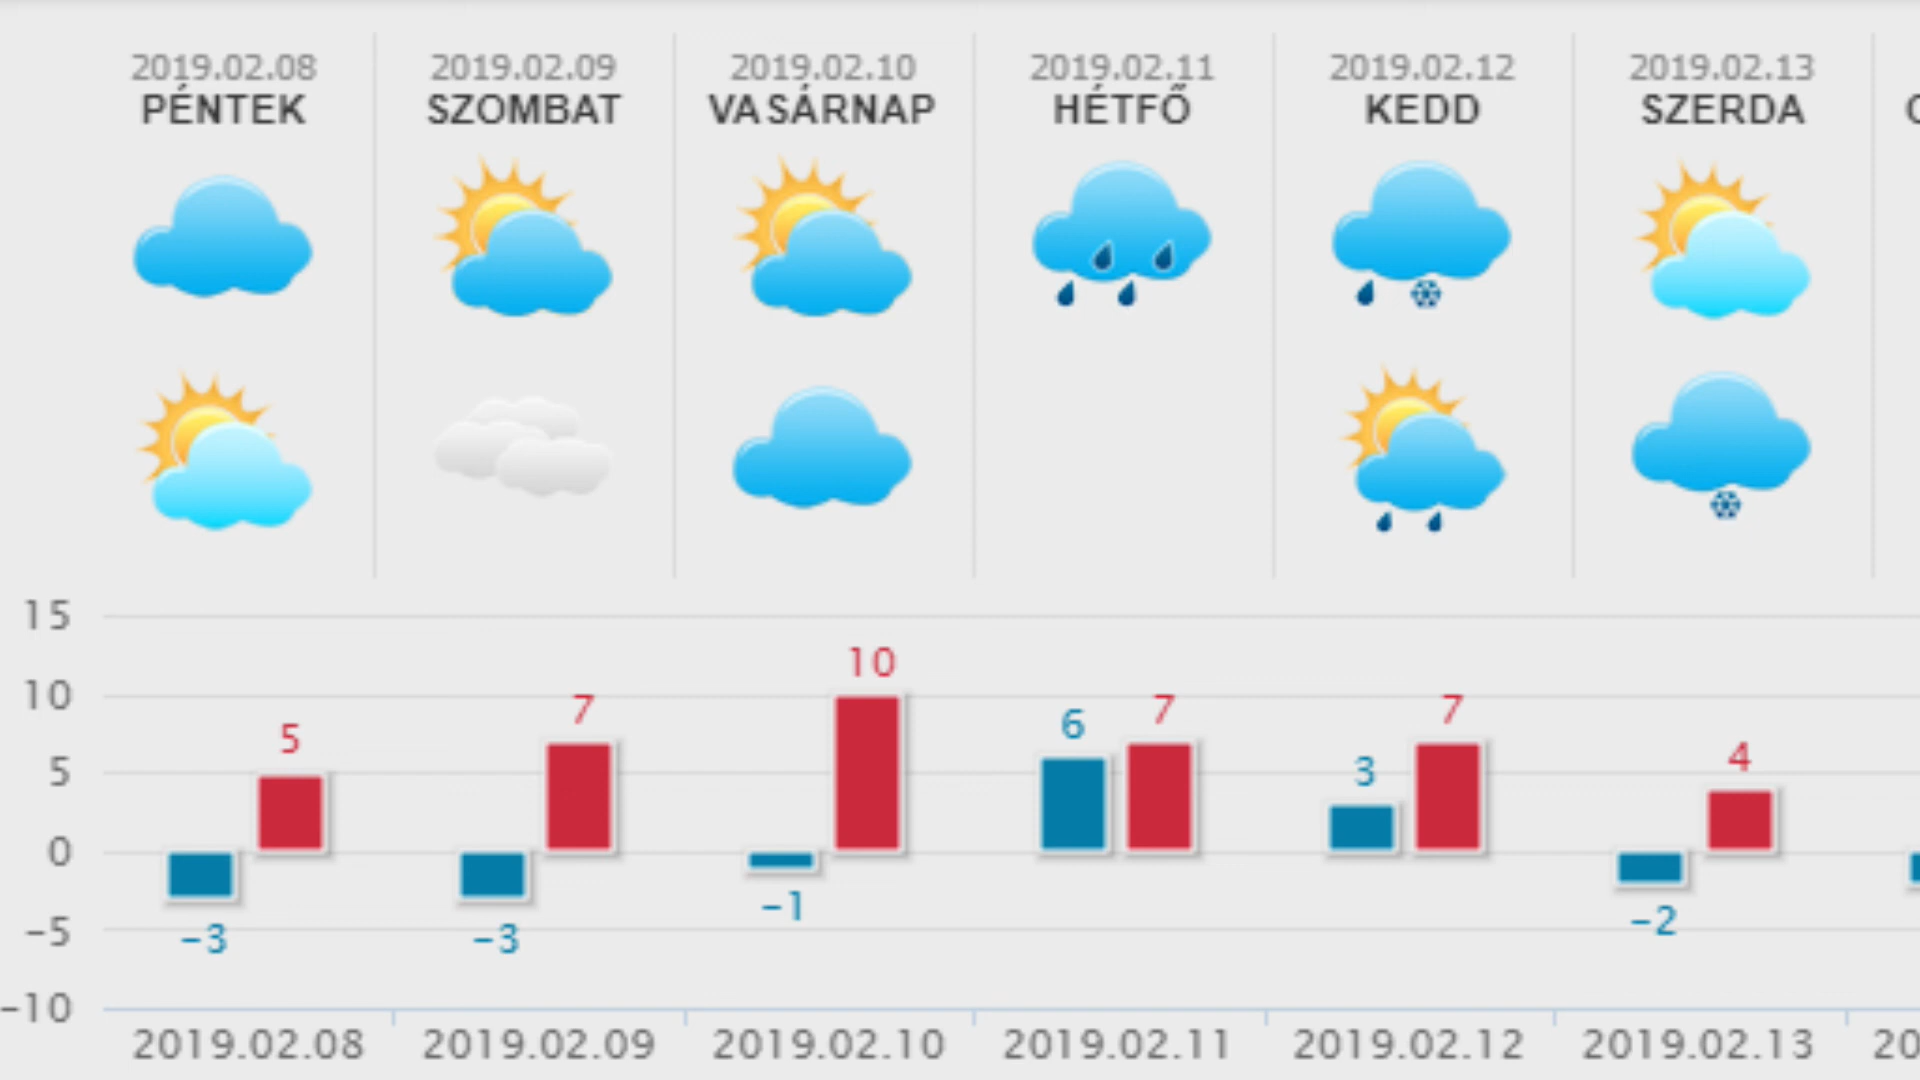 2019.02.08 2019.02.09 2019.02.10 2019.02.11 2019.02.12 2019.02.13
PÉNTEK SZOMBAT VASÁRNAP HÉTFŐ KEDD SZERDA
15
10
5
0
-5
-10
5 7 10 6 7 3 7 4
-3 -3 -1 -2
2019.02.08 2019.02.09 2019.02.10 2019.02.11 2019.02.12 2019.02.13 20